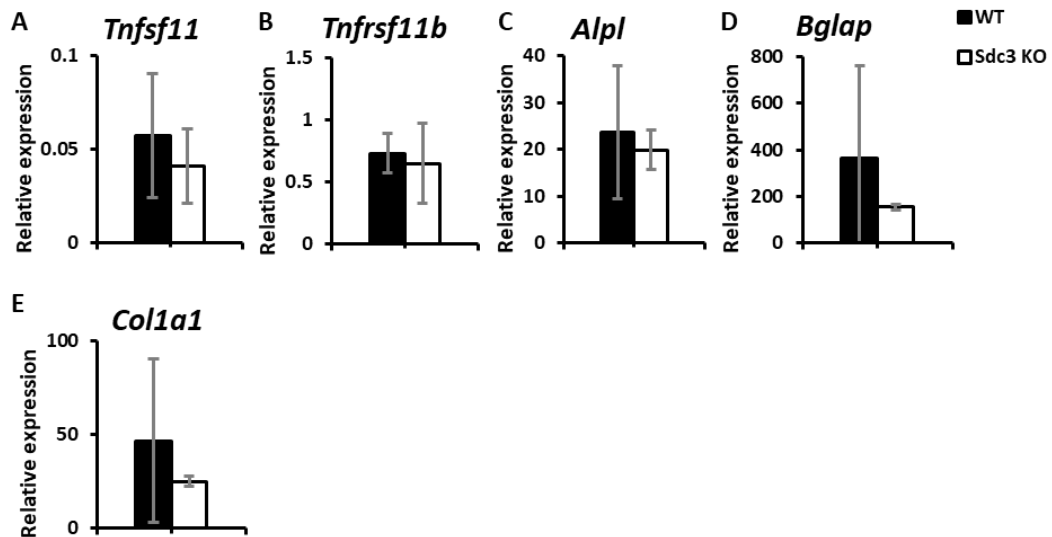 A Tnfsf11
Relative expression
0.1
0.05
0
B Tnfrsf11b
Relative expression
1.5
1
0.5
0
C Alpl
Relative expression
40
30
20
10
0
D Bglap
Relative expression
800
600
400
200
0
WT
Sdc3 KO
E Col1a1
Relative expression
100
50
0